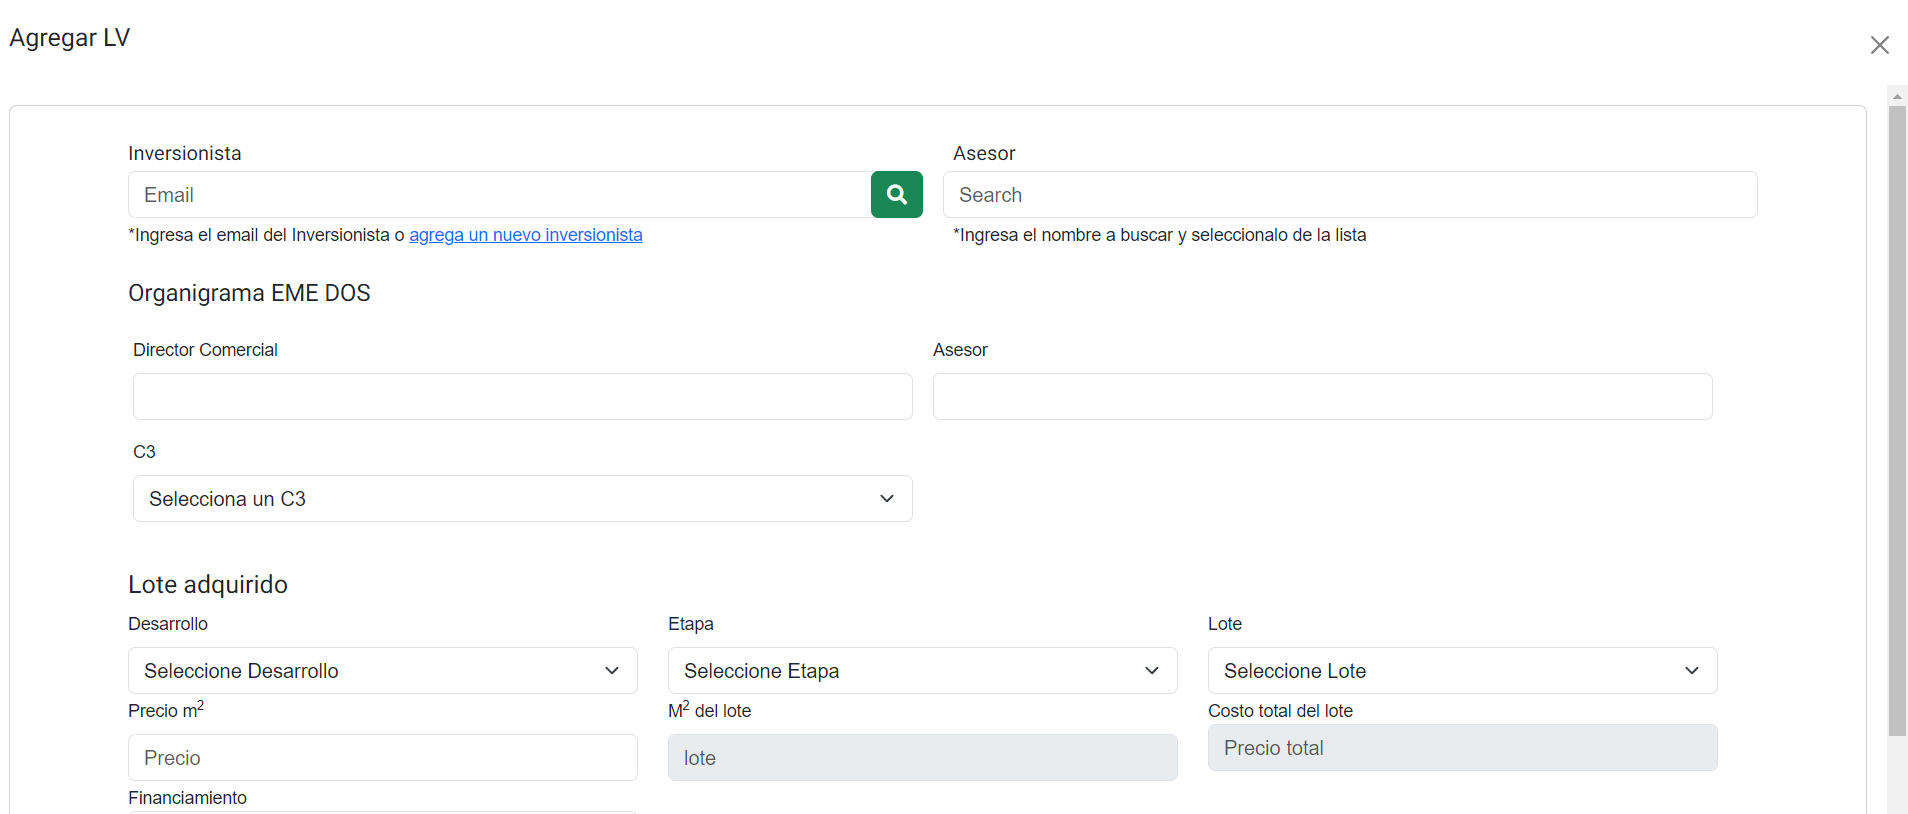 Agregar LV
Inversionista
Asesor
Email
Search
*Ingresa el email del Inversionista o agrega un nuevo inversionista
*Ingresa el nombre a buscar y seleccionalo de la lista
Organigrama EME DOS
Director Comercial
Asesor
C3
Selecciona un C3
Lote adquirido
Desarrollo
Etapa
Lote
Seleccione Desarrollo
Seleccione Etapa
Seleccione Lote
Precio m²
M² del lote
Costo total del lote
Precio
lote
Precio total
Financiamiento